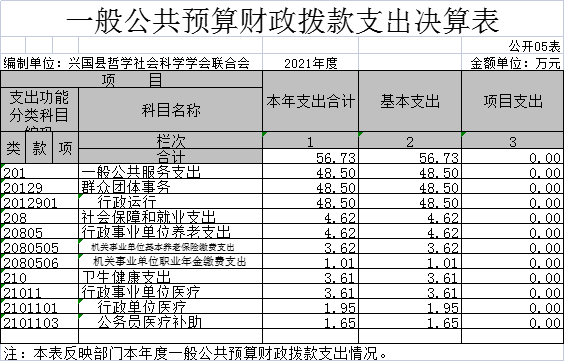 一般公共预算财政拨款支出决算表
公开05表
编制单位：兴国县哲学社会科学学会联合会 2021年度 金额单位：万元
项 目 本年支出合计 基本支出 项目支出
支出功能
分类科目
编码
科目名称
类 款 项 栏次 1 2 3
合计 56.73 56.73 0.00
201 一般公共服务支出 48.50 48.50 0.00
20129 群众团体事务 48.50 48.50 0.00
2012901 行政运行 48.50 48.50 0.00
208 社会保障和就业支出 4.62 4.62 0.00
20805 行政事业单位养老支出 4.62 4.62 0.00
2080505 机关事业单位基本养老保险缴费支出 3.62 3.62 0.00
2080506 机关事业单位职业年金缴费支出 1.01 1.01 0.00
210 卫生健康支出 3.61 3.61 0.00
21011 行政事业单位医疗 3.61 3.61 0.00
2101101 行政单位医疗 1.95 1.95 0.00
2101103 公务员医疗补助 1.65 1.65 0.00
注：本表反映部门本年度一般公共预算财政拨款支出情况。